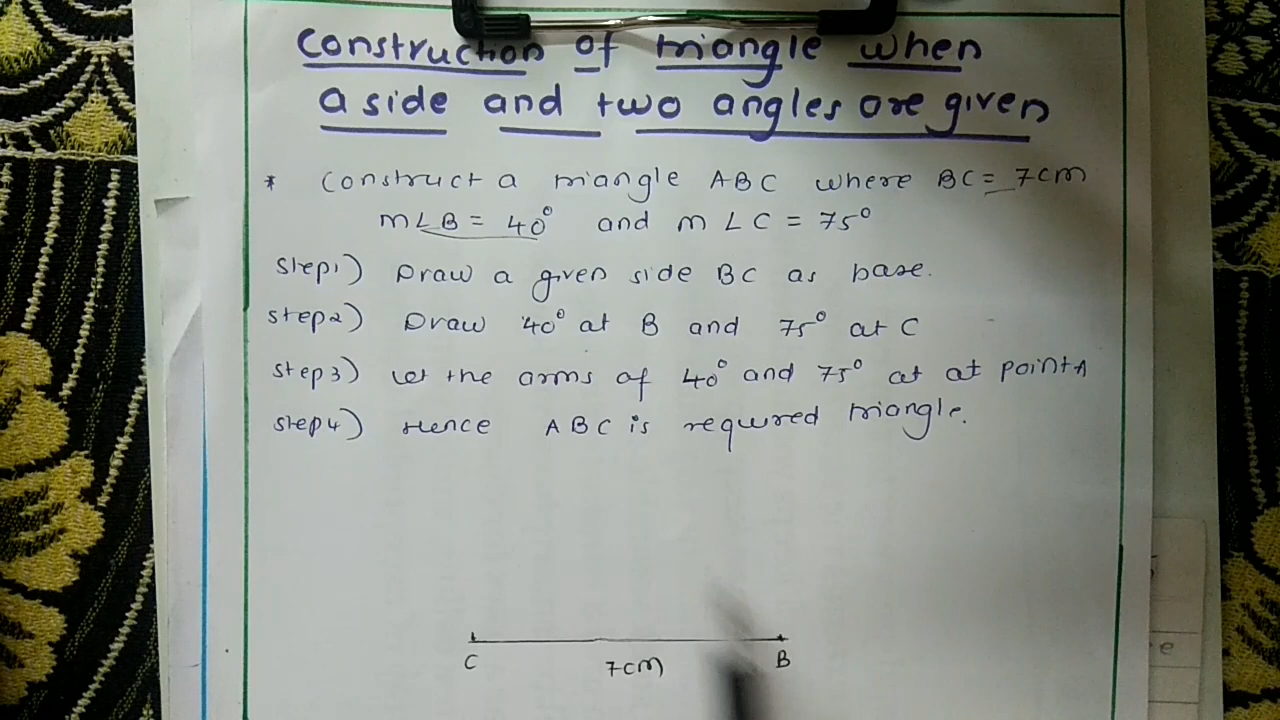 Construction of triangle when
a side and two angles are given
* Construct a triangle ABC where BC = 7cm
m∠B = 40° and m∠C = 75°
Step1) Draw a given side BC as base.
Step2) Draw 40° at B and 75° at C
Step3) Let the arms of 40° and 75° at at point A
Step4) Hence ABC is required triangle.
C 7cm B
e